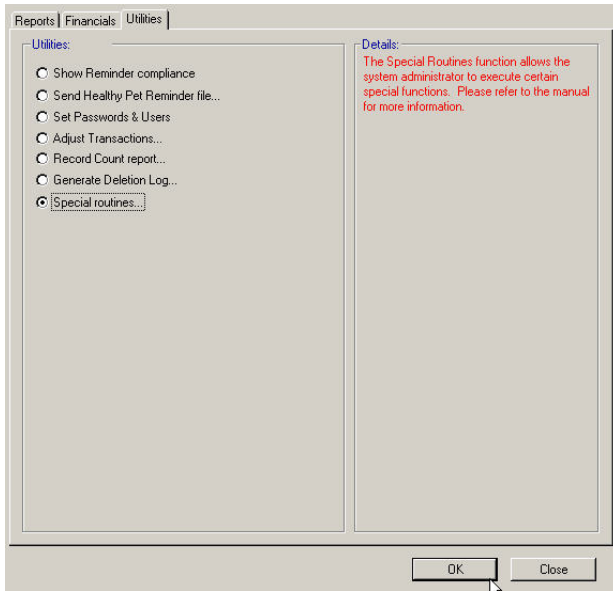 Reports Financials Utilities
Utilities:
Show Reminder compliance
Send Healthy Pet Reminder file...
Set Passwords & Users
Adjust Transactions...
Record Count report...
Generate Deletion Log...
Special routines...
Details:
The Special Routines function allows the
system administrator to execute certain
special functions. Please refer to the manual
for more information.
OK Close